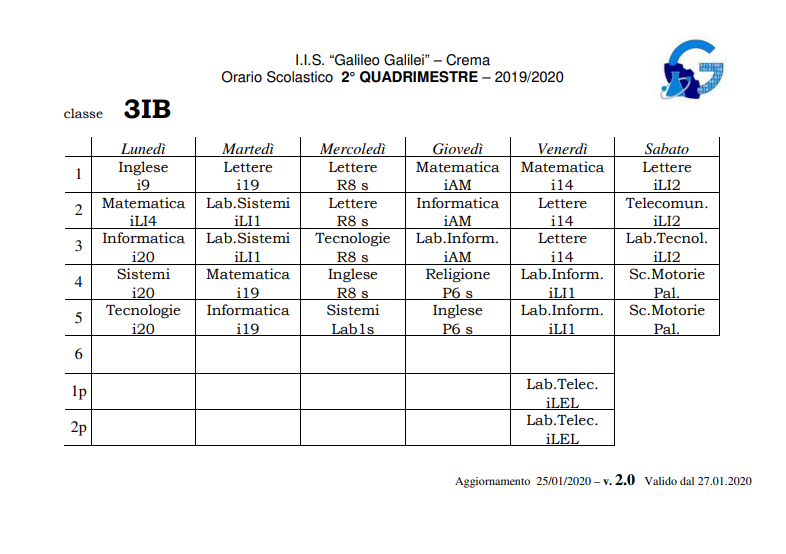 I.I.S. “Galileo Galilei” – Crema
Orario Scolastico 2° QUADRIMESTRE – 2019/2020
classe 3IB
Lunedì Martedì Mercoledì Giovedì Venerdì Sabato
1 Inglese Lettere Lettere Matematica Matematica Lettere
i9 i19 R8 s iAM i14 iLI2
2 Matematica Lab.Sistemi Lettere Informatica Lettere Telecomun.
iLI4 iLI1 R8 s iAM i14 iLI2
3 Informatica Lab.Sistemi Tecnologie Lab.Inform. Lettere Lab.Tecnol.
i20 iLI1 R8 s iAM i14 iLI2
4 Sistemi Matematica Inglese Religione Lab.Inform. Sc.Motorie
i20 i19 R8 s P6 s iLI1 Pal.
5 Tecnologie Informatica Sistemi Inglese Lab.Inform. Sc.Motorie
i20 i19 Lab1s P6 s iLI1 Pal.
6
1p Lab.Telec.
iLEL
2p Lab.Telec.
iLEL
Aggiornamento 25/01/2020 – v. 2.0 Valido dal 27.01.2020